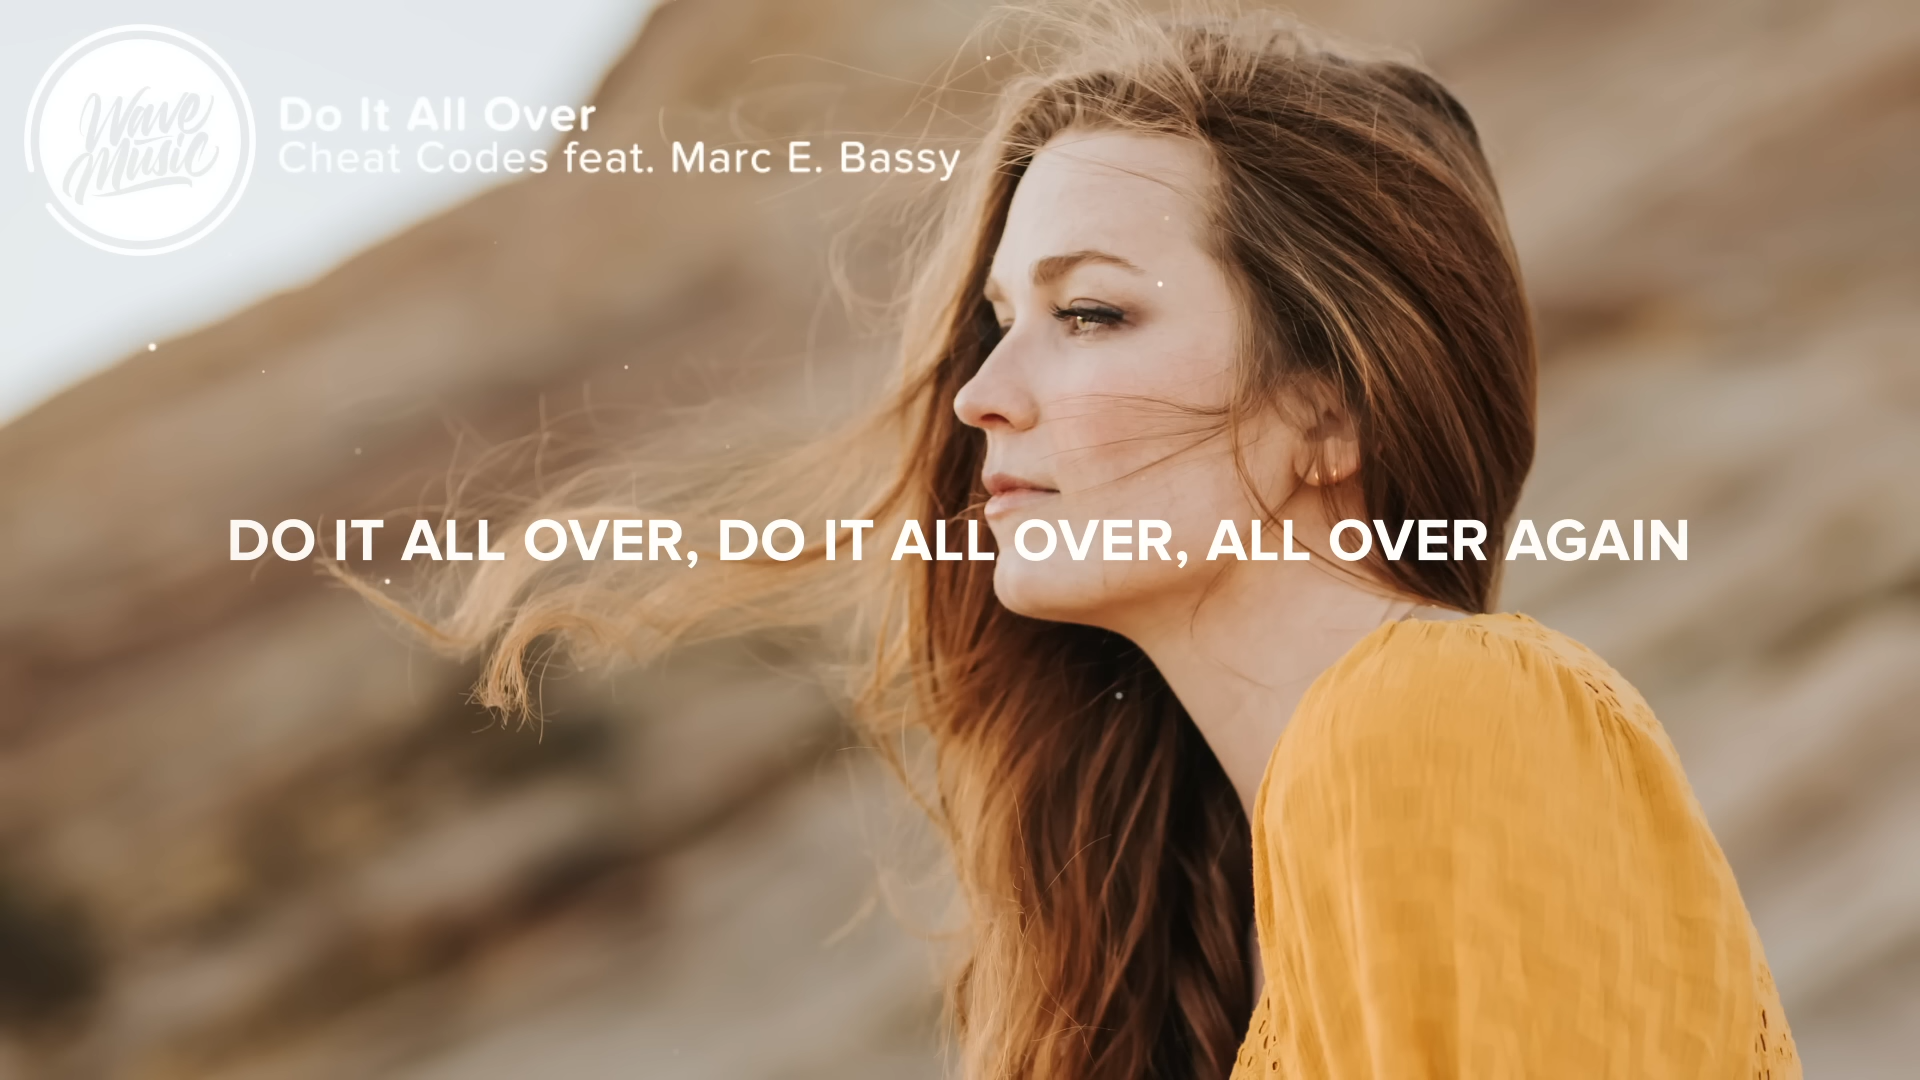 Wave
Music
Do It All Over
Cheat Codes feat. Marc E. Bassy
DO IT ALL OVER, DO IT ALL OVER, ALL OVER AGAIN